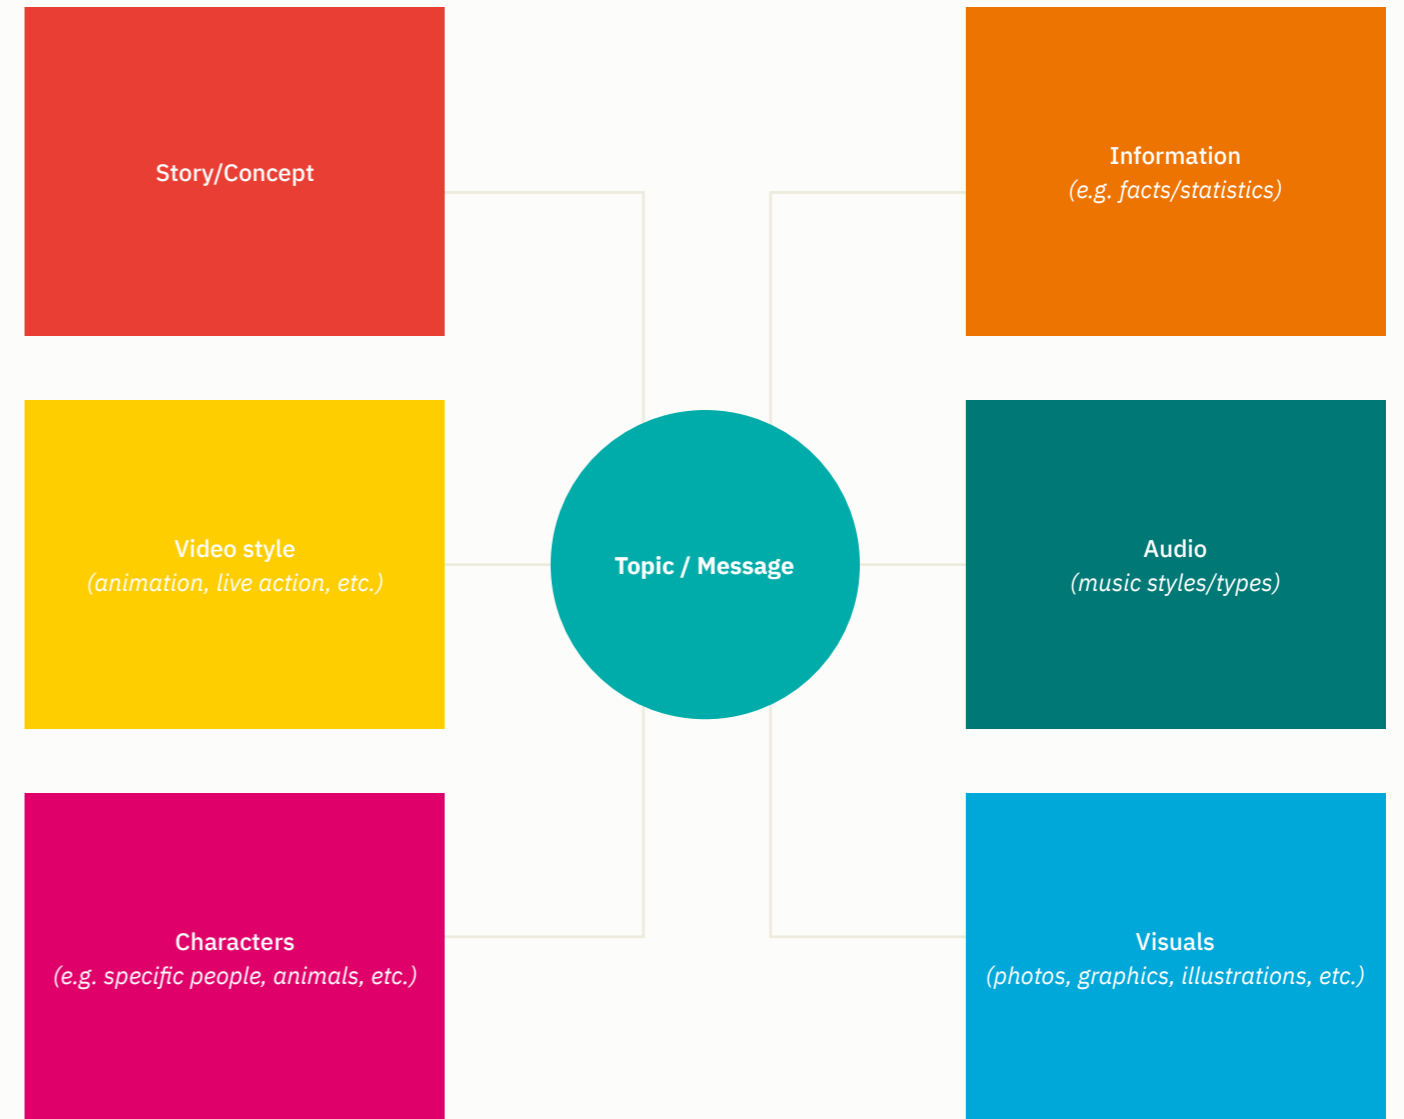 Story/Concept
Information
(e.g. facts/statistics)
Video style
(animation, live action, etc.)
Topic / Message
Audio
(music styles/types)
Characters
(e.g. specific people, animals, etc.)
Visuals
(photos, graphics, illustrations, etc.)